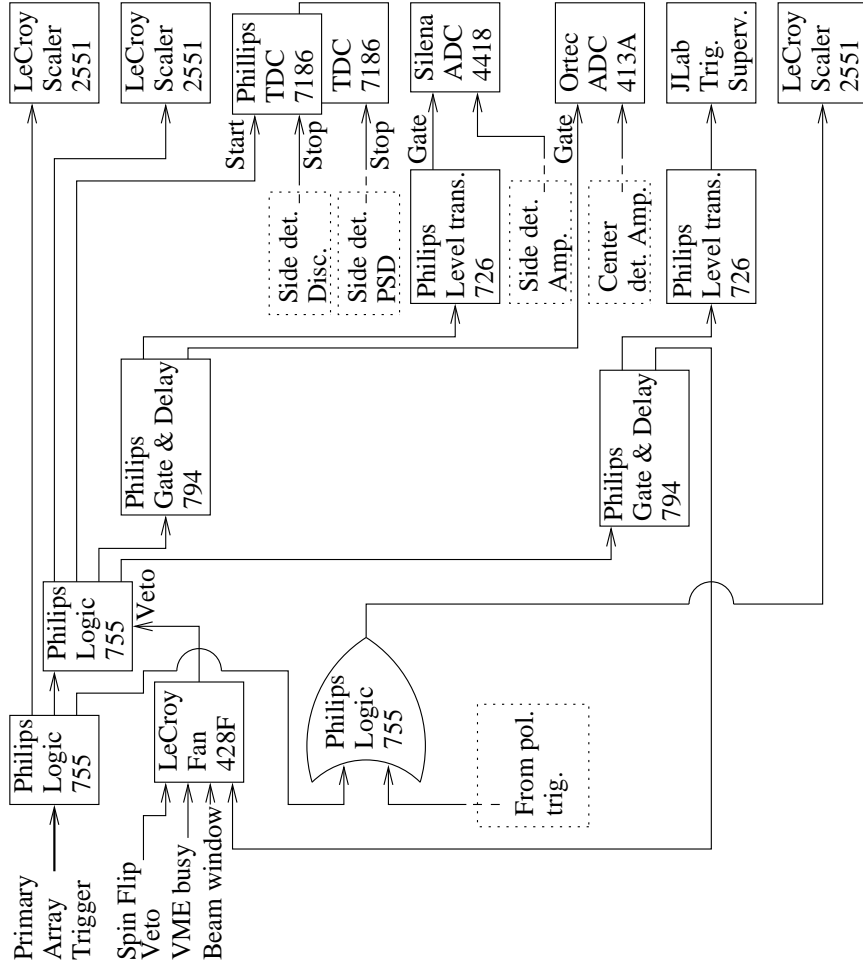 Primary
Array
Trigger
Spin Flip
Veto
VME busy
Beam window
Philips
Logic
755
LeCroy
Fan
428F
Philips
Logic
755
Veto
Philips
Logic
755
From pol.
trig.
Philips
Gate & Delay
794
Philips
Gate & Delay
794
Side det.
Disc.
Side det.
PSD
Philips
Level trans.
726
Side det.
Amp.
Center
det. Amp.
Philips
Level trans.
726
Start
Stop
Stop
Gate
Gate
LeCroy
Scaler
2551
LeCroy
Scaler
2551
Phillips
TDC
7186
TDC
7186
Silena
ADC
4418
Ortec
ADC
413A
JLab
Trig.
Superv.
LeCroy
Scaler
2551